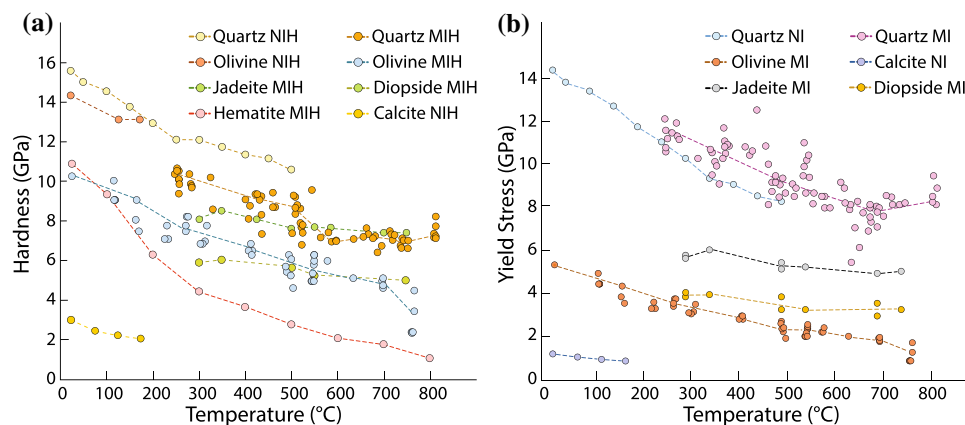 (a)
Quartz NIH
Quartz MIH
Olivine NIH
Olivine MIH
Jadeite MIH
Diopside MIH
Hematite MIH
Calcite NIH
16
14
12
10
8
6
4
2
0
Hardness (GPa)
0 100 200 300 400 500 600 700 800
Temperature (°C)
(b)
Quartz NI
Quartz MI
Olivine MI
Calcite NI
Jadeite MI
Diopside MI
14
12
10
8
6
4
2
0
Yield Stress (GPa)
0 100 200 300 400 500 600 700 800
Temperature (°C)